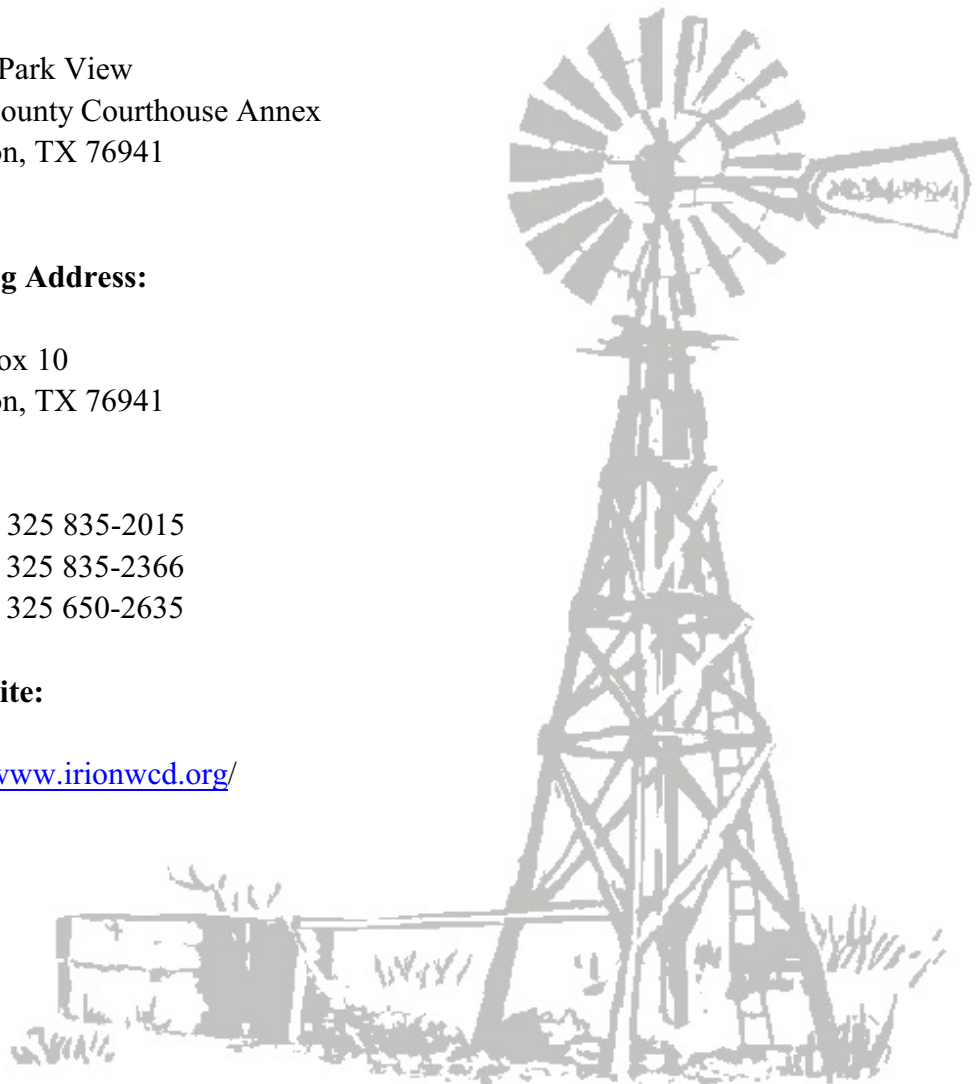 Park View
ounty Courthouse Annex
on, TX 76941
g Address:
ox 10
on, TX 76941
325 835-2015
325 835-2366
325 650-2635
ite:
www.irionwcd.org/